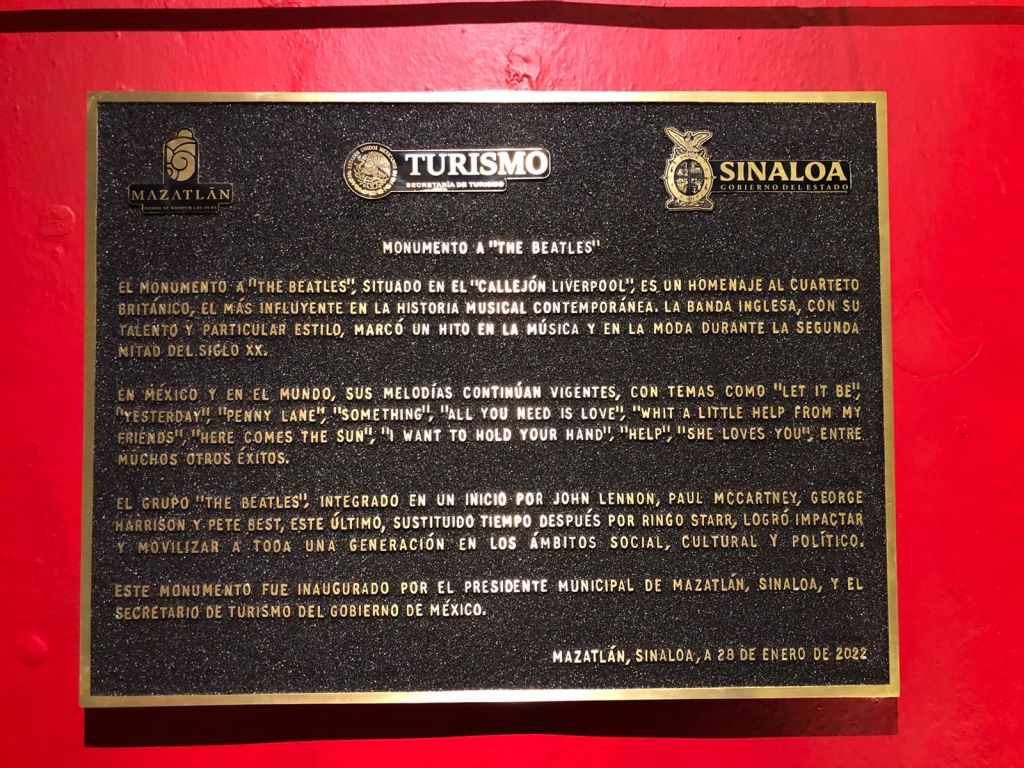 MAZATLÁN
DONDE SE ROMPEN LAS OLAS
TURISMO
SECRETARÍA DE TURISMO
SINALOA
GOBIERNO DEL ESTADO
MONUMENTO A "THE BEATLES"
EL MONUMENTO A "THE BEATLES", SITUADO EN EL "CALLEJÓN LIVERPOOL", ES UN HOMENAJE AL CUARTETO
BRITÁNICO, EL MÁS INFLUYENTE EN LA HISTORIA MUSICAL CONTEMPORÁNEA. LA BANDA INGLESA, CON SU
TALENTO Y PARTICULAR ESTILO, MARCÓ UN HITO EN LA MÚSICA Y EN LA MODA DURANTE LA SEGUNDA
MITAD DEL SIGLO XX.
EN MÉXICO Y EN EL MUNDO, SUS MELODÍAS CONTINÚAN VIGENTES, CON TEMAS COMO "LET IT BE",
"YESTERDAY", "PENNY LANE", "SOMETHING", "ALL YOU NEED IS LOVE", "WHIT A LITTLE HELP FROM MY
FRIENDS", "HERE COMES THE SUN", "I WANT TO HOLD YOUR HAND", "HELP", "SHE LOVES YOU", ENTRE
MUCHOS OTROS ÉXITOS.
EL GRUPO "THE BEATLES", INTEGRADO EN UN INICIO POR JOHN LENNON, PAUL MCCARTNEY, GEORGE
HARRISON Y PETE BEST, ESTE ÚLTIMO, SUSTITUIDO TIEMPO DESPUÉS POR RINGO STARR, LOGRÓ IMPACTAR
Y MOVILIZAR A TODA UNA GENERACIÓN EN LOS ÁMBITOS SOCIAL, CULTURAL Y POLÍTICO.
ESTE MONUMENTO FUE INAUGURADO POR EL PRESIDENTE MUNICIPAL DE MAZATLÁN, SINALOA, Y EL
SECRETARIO DE TURISMO DEL GOBIERNO DE MÉXICO.
MAZATLÁN, SINALOA, A 28 DE ENERO DE 2022